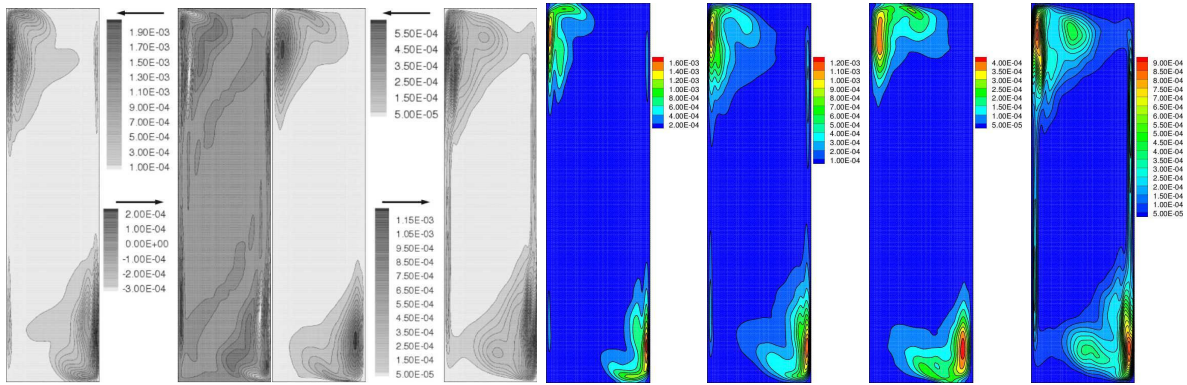 1.90E-03
1.70E-03
1.50E-03
1.30E-03
1.10E-03
9.00E-04
7.00E-04
5.00E-04
3.00E-04
1.00E-04
2.00E-04
1.00E-04
0.00E+00
-1.00E-04
-2.00E-04
-3.00E-04
5.50E-04
4.50E-04
3.50E-04
2.50E-04
1.50E-04
5.00E-05
1.15E-03
1.05E-03
9.50E-04
8.50E-04
7.50E-04
6.50E-04
5.50E-04
4.50E-04
3.50E-04
2.50E-04
1.50E-04
5.00E-05
1.60E-03
1.40E-03
1.20E-03
1.00E-03
8.00E-04
6.00E-04
4.00E-04
2.00E-04
1.20E-03
1.10E-03
1.00E-03
9.00E-04
8.00E-04
7.00E-04
6.00E-04
5.00E-04
4.00E-04
3.00E-04
2.00E-04
1.00E-04
4.00E-04
3.50E-04
3.00E-04
2.50E-04
2.00E-04
1.50E-04
1.00E-04
5.00E-05
9.00E-04
8.50E-04
8.00E-04
7.50E-04
7.00E-04
6.50E-04
6.00E-04
5.50E-04
5.00E-04
4.50E-04
4.00E-04
3.50E-04
3.00E-04
2.50E-04
2.00E-04
1.50E-04
1.00E-04
5.00E-05